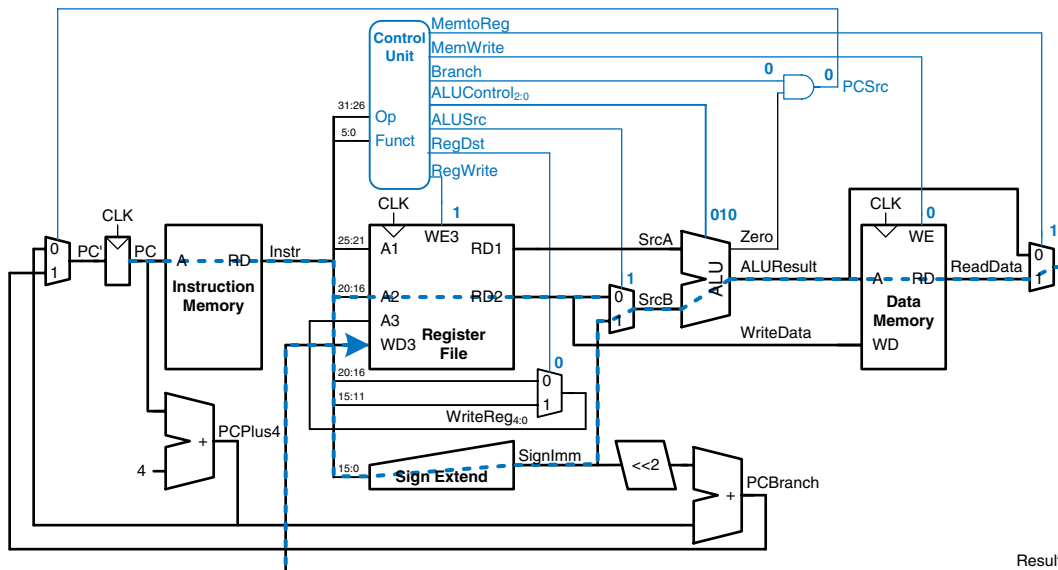 MemtoReg
Control
Unit
MemWrite
Branch
0
0
ALUControl2:0
PCSrc
31:26
Op
ALUSrc
5:0
Funct
RegDst
RegWrite
CLK
CLK
1
010
CLK
0
0
1
PC'
PC
A
RD
Instruction
Memory
Instr
25:21
A1
WE3
RD1
SrcA
Zero
WE
1
0
1
20:16
A2
RD2
1
0
1
SrcB
ALU
ALUResult
A
RD
ReadData
A3
Register
File
Data
Memory
WD3
WriteData
WD
20:16
0
0
1
15:11
WriteReg4:0
PCPlus4
+
4
15:0
Sign Extend
SignImm
<<2
+
PCBranch
Result